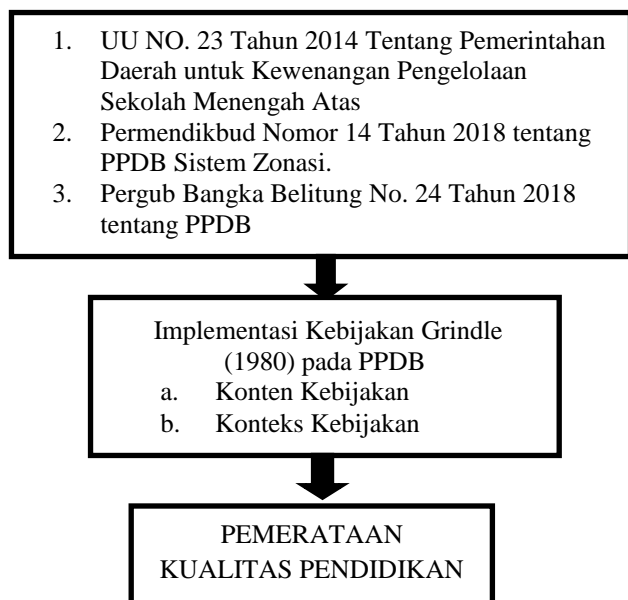 1. UU NO. 23 Tahun 2014 Tentang Pemerintahan
Daerah untuk Kewenangan Pengelolaan
Sekolah Menengah Atas
2. Permendikbud Nomor 14 Tahun 2018 tentang
PPDB Sistem Zonasi.
3. Pergub Bangka Belitung No. 24 Tahun 2018
tentang PPDB
Implementasi Kebijakan Grindle
(1980) pada PPDB
a. Konten Kebijakan
b. Konteks Kebijakan
PEMERATAAN
KUALITAS PENDIDIKAN